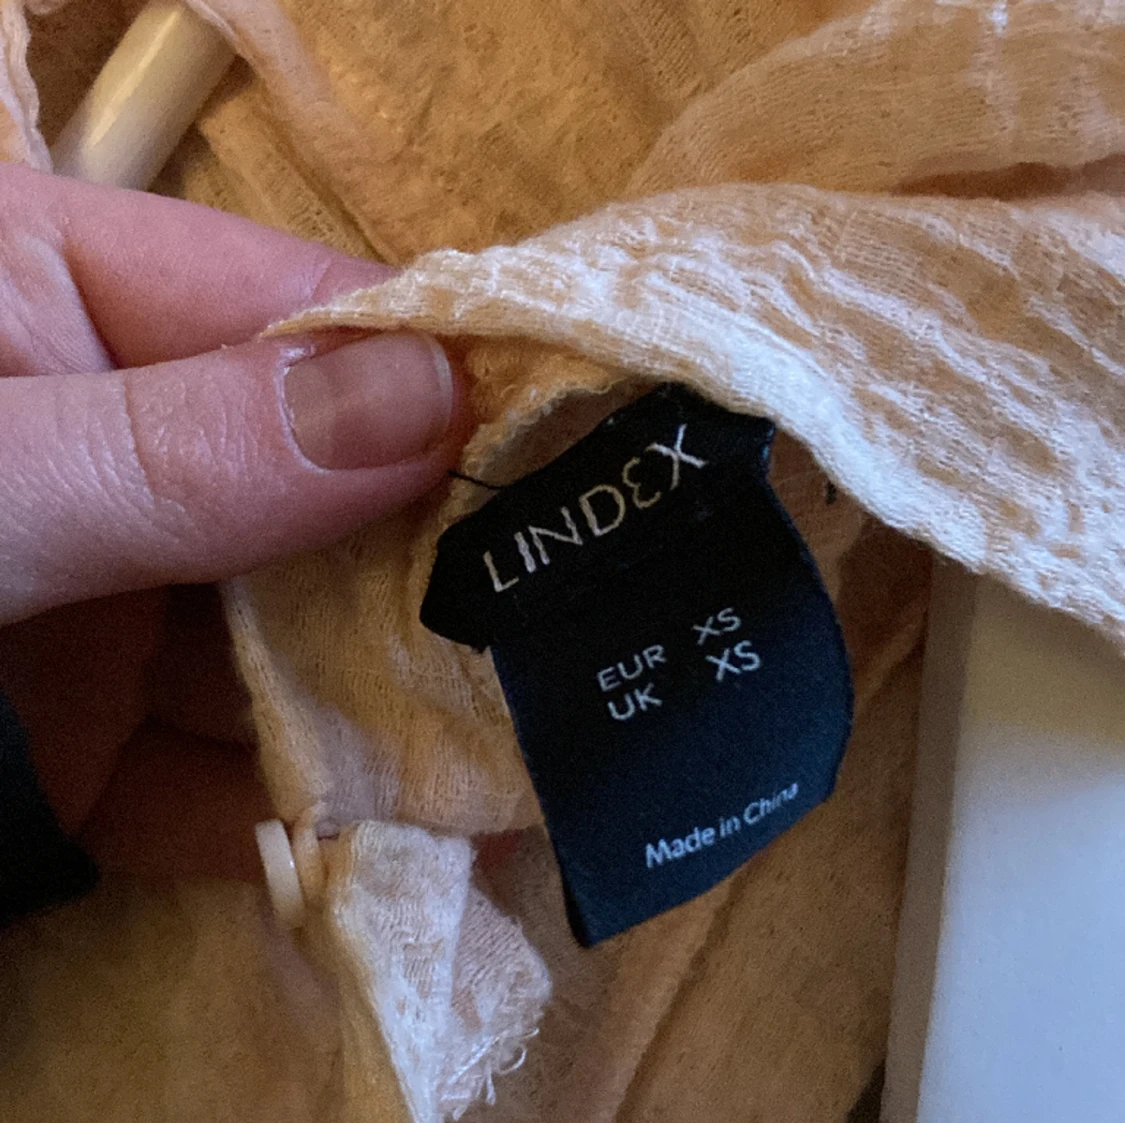 LINDEX
EUR XS
UK XS
Made in China